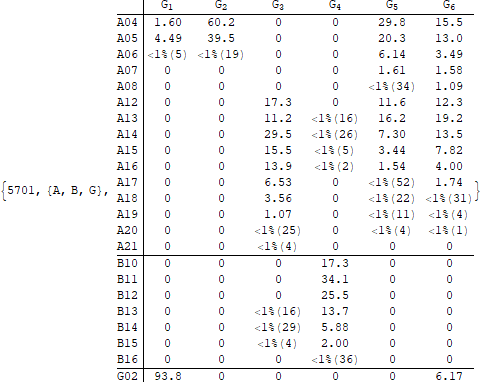 G1 G2 G3 G4 G5 G6
A04 1.60 60.2 0 0 29.8 15.5
A05 4.49 39.5 0 0 20.3 13.0
A06 <1%(5) <1%(19) 0 0 6.14 3.49
A07 0 0 0 0 1.61 1.58
A08 0 0 0 0 <1%(34) 1.09
A12 0 0 17.3 0 11.6 12.3
A13 0 0 11.2 <1%(16) 16.2 19.2
A14 0 0 29.5 <1%(26) 7.30 13.5
A15 0 0 15.5 <1%(5) 3.44 7.82
A16 0 0 13.9 <1%(2) 1.54 4.00
A17 0 0 6.53 0 <1%(52) 1.74
{5701, {A, B, G}, A18 0 0 3.56 0 <1%(22) <1%(31) }
A19 0 0 1.07 0 <1%(11) <1%(4)
A20 0 0 <1%(25) 0 <1%(4) <1%(1)
A21 0 0 <1%(4) 0 0 0
B10 0 0 0 17.3 0 0
B11 0 0 0 34.1 0 0
B12 0 0 0 25.5 0 0
B13 0 0 <1%(16) 13.7 0 0
B14 0 0 <1%(29) 5.88 0 0
B15 0 0 <1%(4) 2.00 0 0
B16 0 0 0 <1%(36) 0 0
G02 93.8 0 0 0 0 6.17